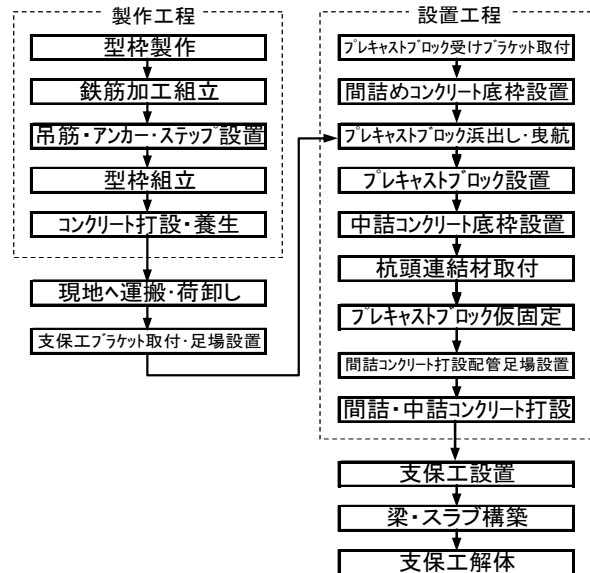 製作工程
型枠製作
鉄筋加工組立
吊筋・アンカー・ステップ設置
型枠組立
コンクリート打設・養生
現地へ運搬・荷卸し
支保工ブラケット取付・足場設置
設置工程
プレキャストブロック受けブラケット取付
間詰めコンクリート底枠設置
プレキャストブロック浜出し・曳航
プレキャストブロック設置
中詰コンクリート底枠設置
杭頭連結材取付
プレキャストブロック仮固定
間詰コンクリート打設配管足場設置
間詰・中詰コンクリート打設
支保工設置
梁・スラブ構築
支保工解体